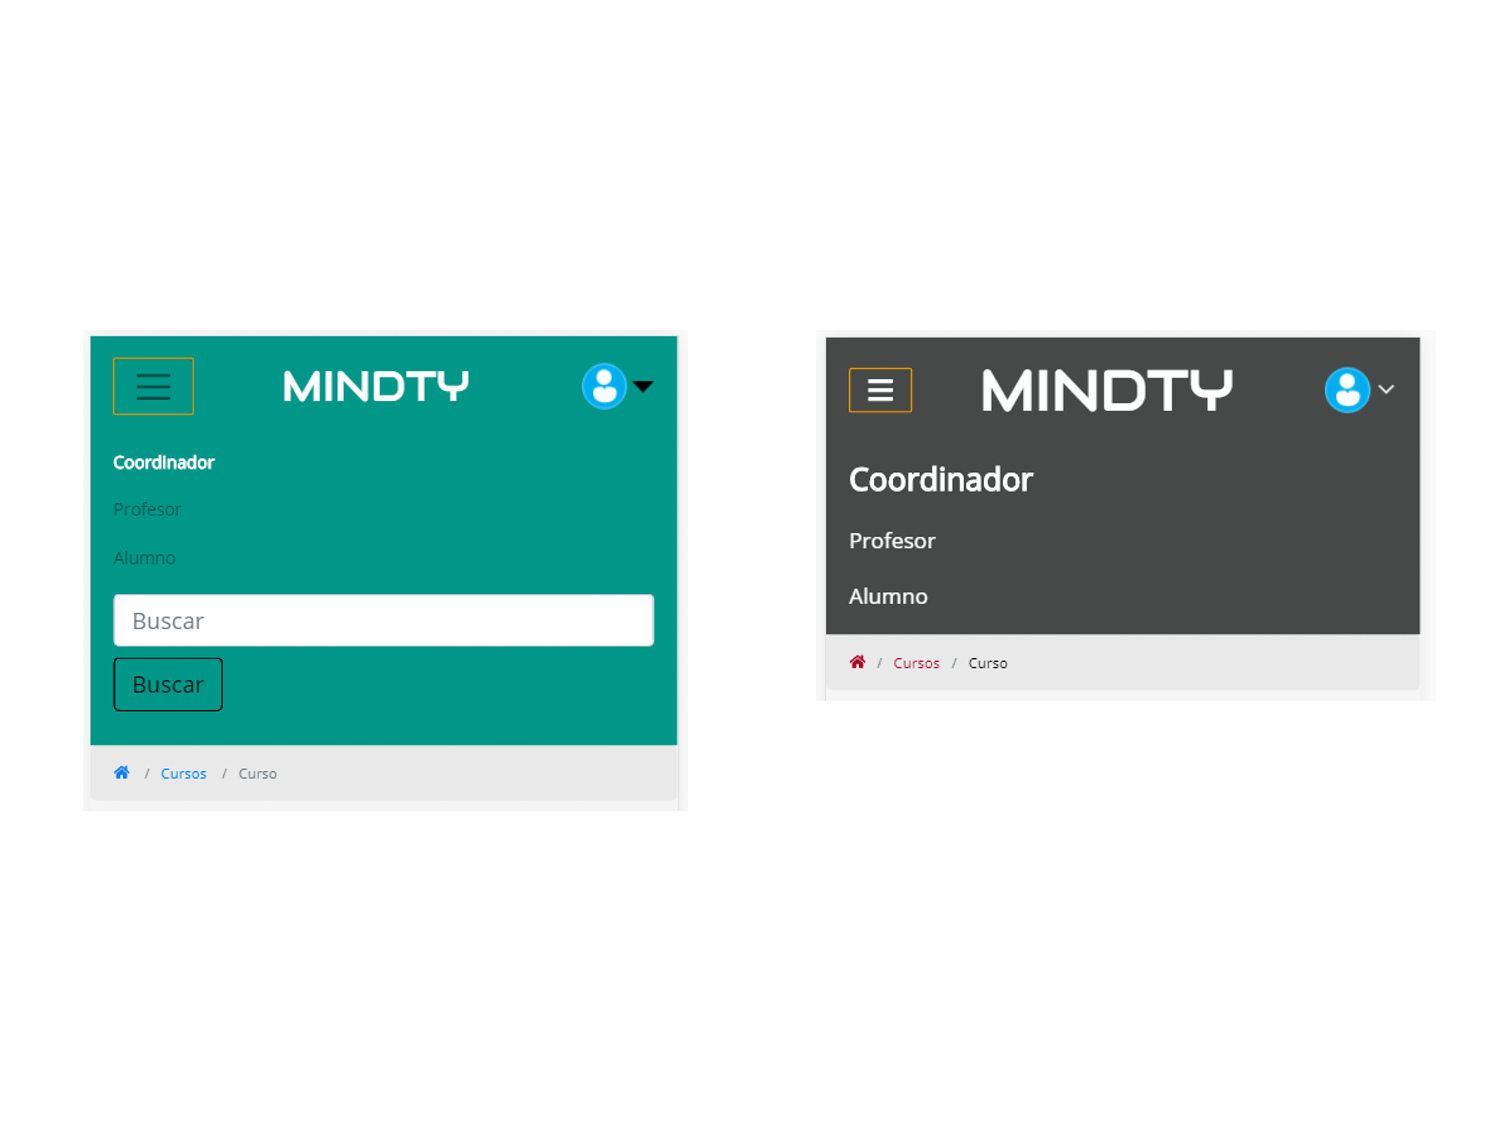 MINDTY
Coordinador
Profesor
Alumno
Buscar
Buscar
/ Cursos / Curso
MINDTY
Coordinador
Profesor
Alumno
/ Cursos / Curso